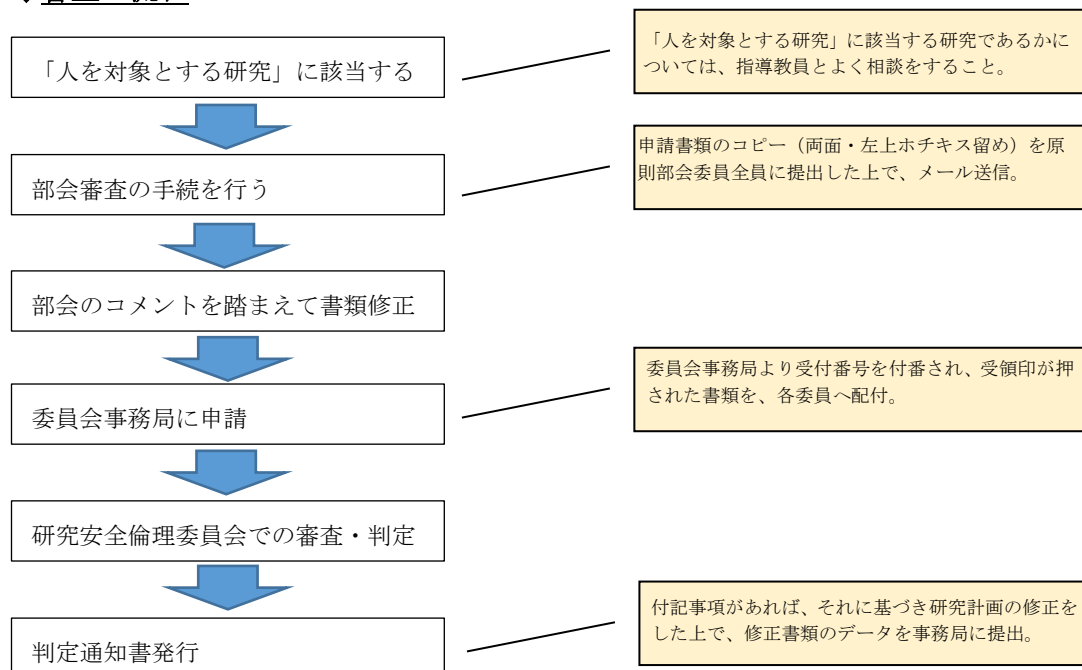 「人を対象とする研究」に該当する
「人を対象とする研究」に該当する研究であるかに
ついては、指導教員とよく相談をすること。
部会審査の手続を行う
申請書類のコピー（両面・左上ホチキス留め）を原
則部会委員全員に提出した上で、メール送信。
部会のコメントを踏まえて書類修正
委員会事務局に申請
委員会事務局より受付番号を付番され、受領印が押
された書類を、各委員へ配付。
研究安全倫理委員会での審査・判定
判定通知書発行
付記事項があれば、それに基づき研究計画の修正を
した上で、修正書類のデータを事務局に提出。